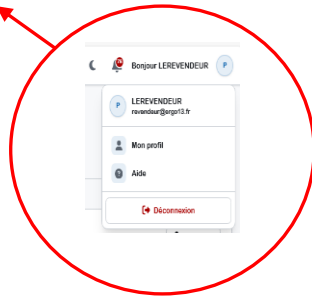 Bonjour LEREVENDEUR
P
P
LEREVENDEUR
revendeur@ergo13.fr
Mon profil
? Aide
Déconnexion